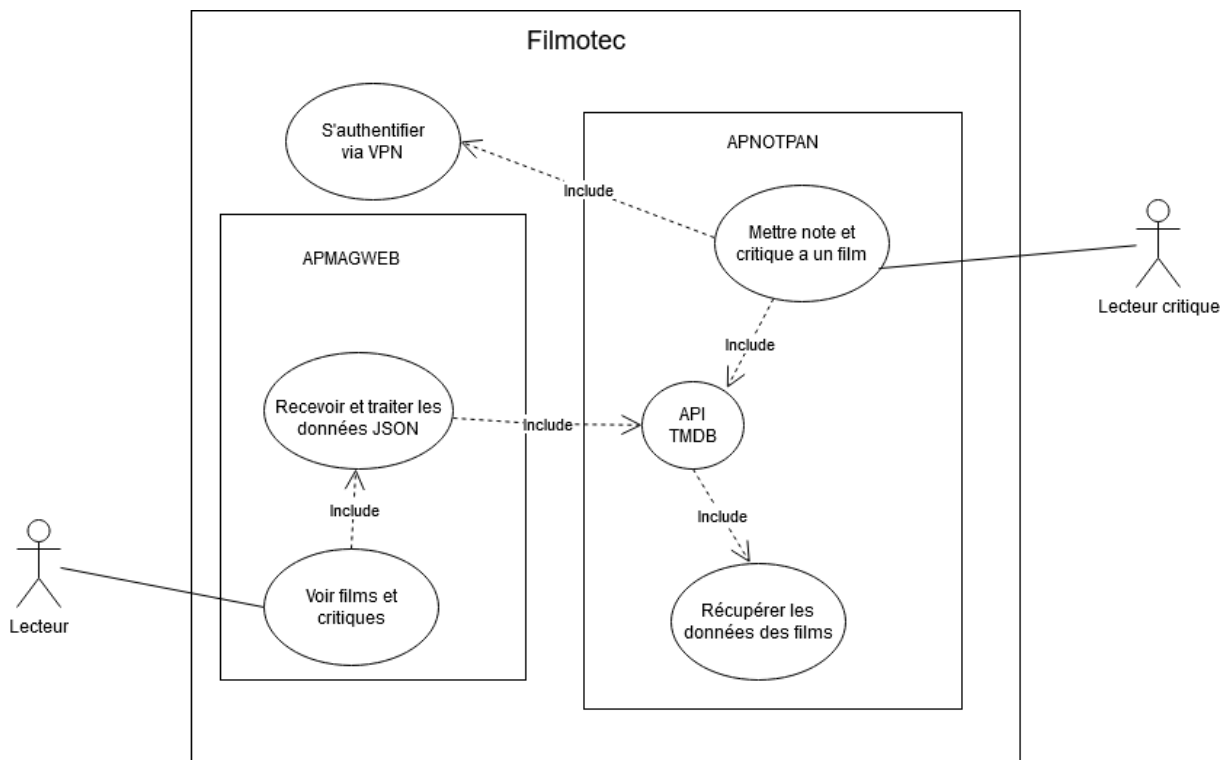 Filmotec
S'authentifier
via VPN
APNOTPAN
Include
Mettre note et
critique a un film
Lecteur critique
APMAGWEB
Include
Recevoir et traiter les
données JSON
Include
API
TMDB
Include
Include
Voir films et
critiques
Récupérer les
données des films
Lecteur